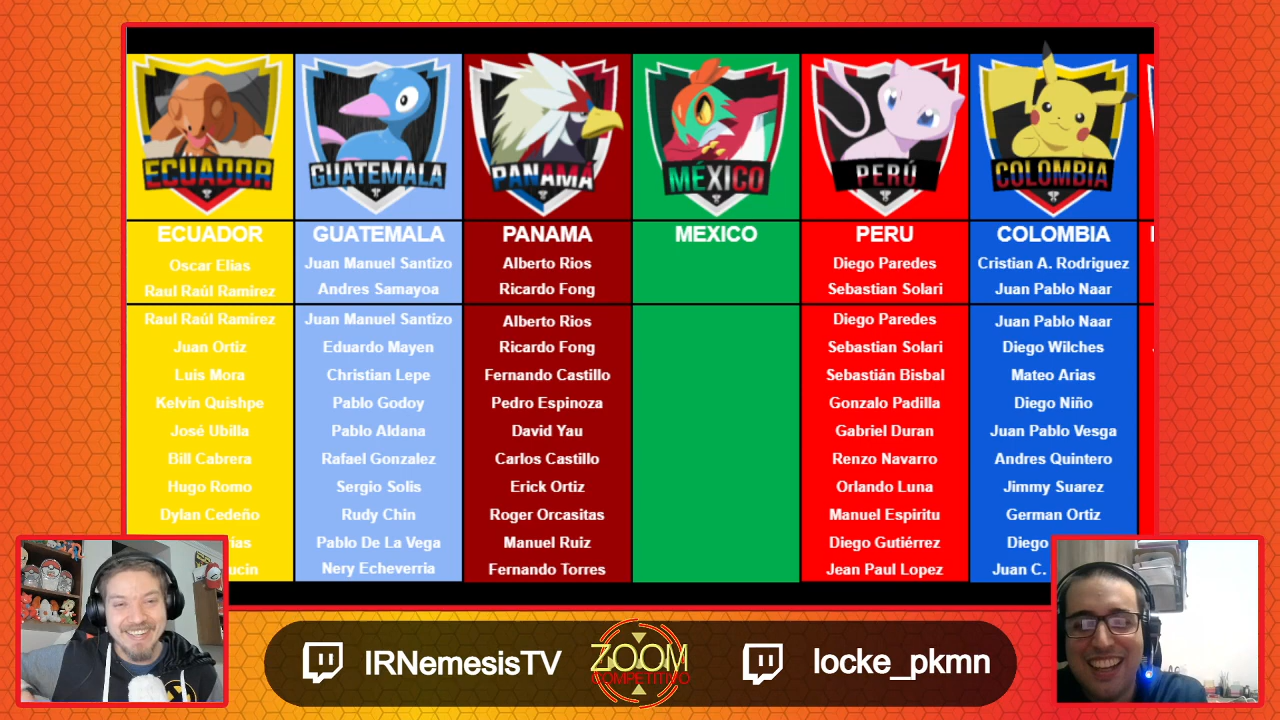 ECUADOR
GUATEMALA
PANAMÁ
MÉXICO
PERÚ
COLOMBIA
ECUADOR
Oscar Elias
Raul Raúl Ramirez
Raul Raúl Ramirez
Juan Ortiz
Luis Mora
Kelvin Quishpe
José Ubilla
Bill Cabrera
Hugo Romo
Dylan Cedeño
GUATEMALA
Juan Manuel Santizo
Andres Samayoa
Juan Manuel Santizo
Eduardo Mayen
Christian Lepe
Pablo Godoy
Pablo Aldana
Rafael Gonzalez
Sergio Solis
Rudy Chin
Pablo De La Vega
Nery Echeverria
PANAMA
Alberto Rios
Ricardo Fong
Alberto Rios
Ricardo Fong
Fernando Castillo
Pedro Espinoza
David Yau
Carlos Castillo
Erick Ortiz
Roger Orcasitas
Manuel Ruiz
Fernando Torres
MEXICO
PERU
Diego Paredes
Sebastian Solari
Diego Paredes
Sebastian Solari
Sebastián Bisbal
Gonzalo Padilla
Gabriel Duran
Renzo Navarro
Orlando Luna
Manuel Espiritu
Diego Gutiérrez
Jean Paul Lopez
COLOMBIA
Cristian A. Rodriguez
Juan Pablo Naar
Juan Pablo Naar
Diego Wilches
Mateo Arias
Diego Niño
Juan Pablo Vesga
Andres Quintero
Jimmy Suarez
German Ortiz
Diego
Juan C.
IRNemesisTV
ZOOM
COMPETITIVO
locke_pkmn